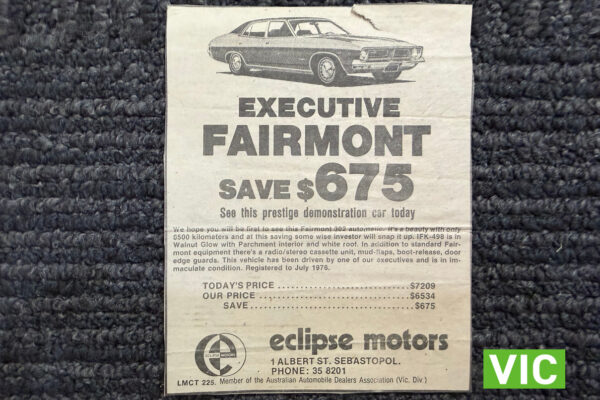 EXECUTIVE
FAIRMONT
SAVE $675
See this prestige demonstration car today
We hope you will be first to see this Fairmont 302 automatic. It's a beauty with only
6500 kilometers and at this saving some wise investor will snap it up. IFK-498 is in
Walnut Glow with Parchment interior and white roof. In addition to standard Fair-
mont equipment there's a radio/stereo cassette unit, mud-flaps, boot-release, door
edge guards. This vehicle has been driven by one of our executives and is in im-
maculate condition. Registered to July 1976.
TODAY'S PRICE ........................... $7209
OUR PRICE ............................... $6534
SAVE ................................ $675
ECLIPSE MOTORS
eclipse motors
1 ALBERT ST. SEBASTOPOL.
PHONE: 35 8201
LMCT 225. Member of the Australian Automobile Dealers Association (Vic. Div.)
VIC